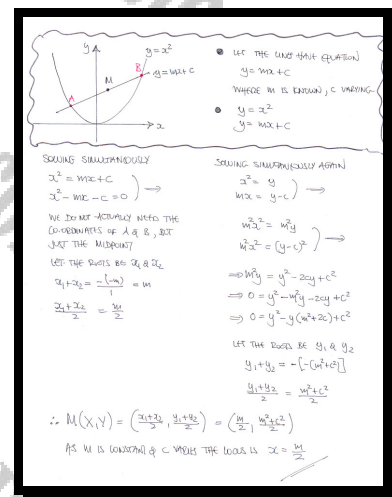 y
y=x²
B
y=mx+c
M
A
x
• LET THE LINE HAVE EQUATION
y=mx+c
WHERE m IS KNOWN, c VARYING
• y=x²
y=mx+c
SOLVING SIMULTANEOUSLY
x² = mx+c
x²-mx-c=0 } ⟹
WE DO NOT ACTUALLY NEED THE
CO-ORDINATES OF A & B, BUT
JUST THE MIDPOINT
LET THE ROOTS BE x₁ & x₂
x₁+x₂ = -(-m)/1 = m
(x₁+x₂)/2 = m/2
SOLVING SIMULTANEOUSLY AGAIN
x² = y
mx = y-c } ⟹
m²x² = m²y
m²x² = (y-c)² } ⟹
⟹ m²y = y²-2cy+c²
⟹ 0 = y²-m²y-2cy+c²
⟹ 0 = y²-y(m²+2c)+c²
LET THE ROOTS BE y₁ & y₂
y₁+y₂ = -[-(m²+c²)]
(y₁+y₂)/2 = (m²+c²)/2
∴ M(X,Y) = ((x₁+x₂)/2, (y₁+y₂)/2) = (m/2, (m²+c²)/2)
AS m IS CONSTANT & c VARIES THE LOCUS IS x = m/2